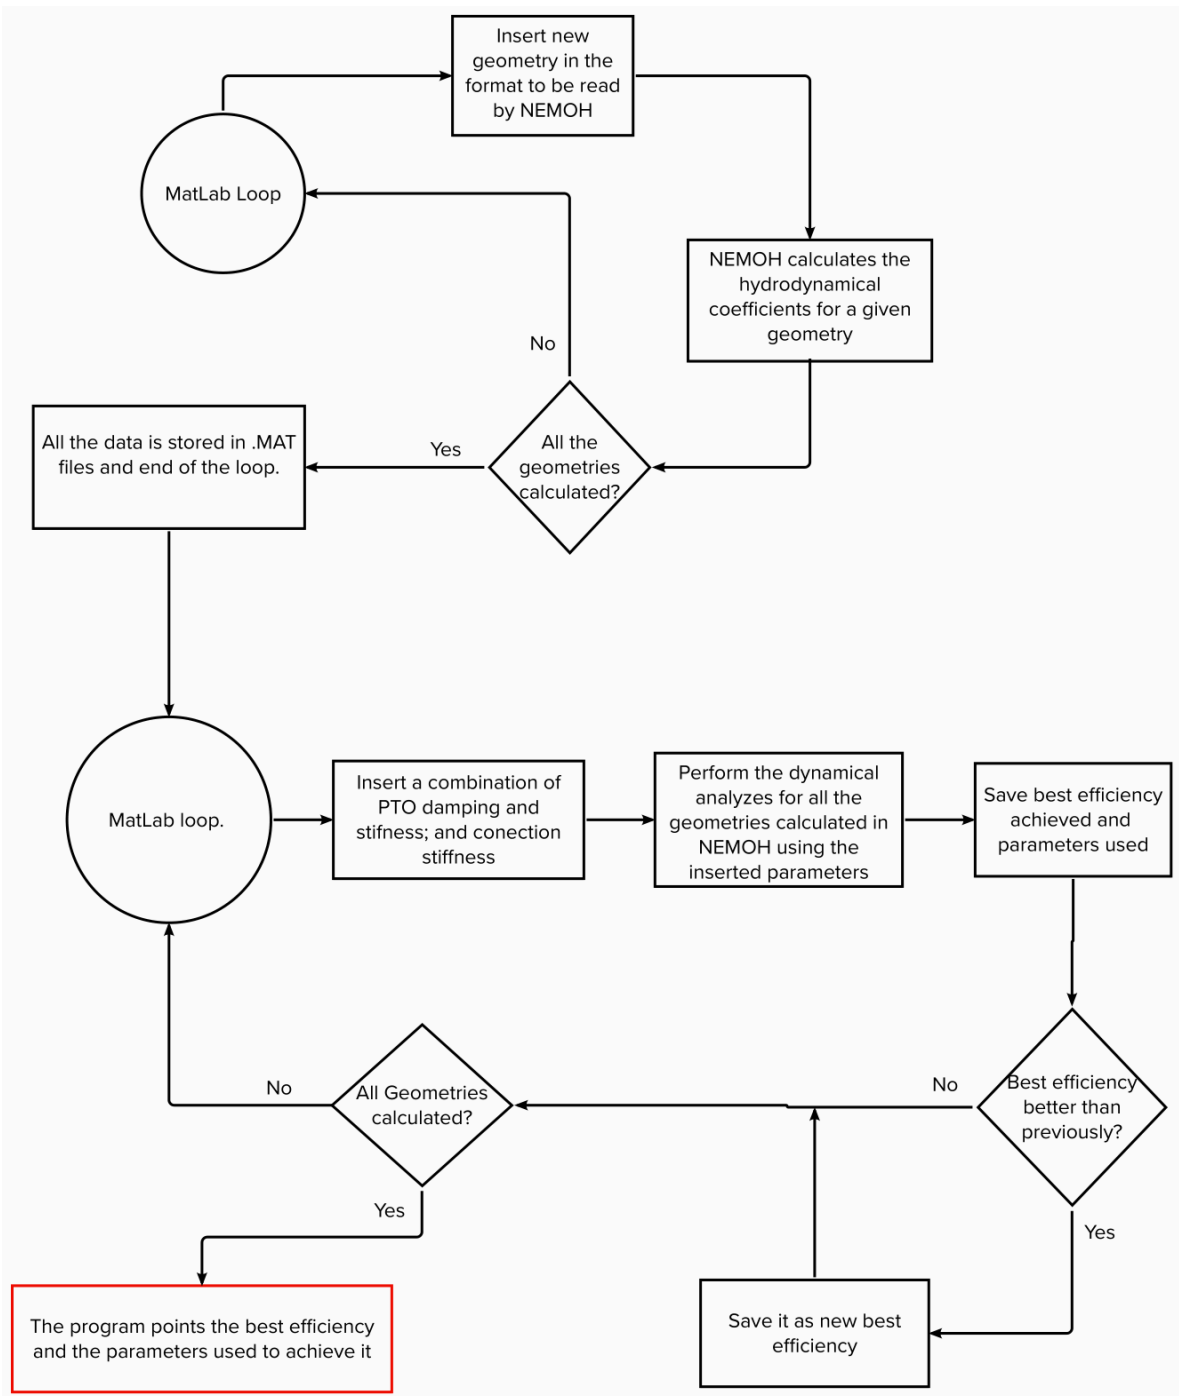 Insert new
geometry in the
format to be read
by NEMOH
MatLab Loop
NEMOH calculates the
hydrodynamical
coefficients for a given
geometry
No
All the
geometries
calculated?
Yes
All the data is stored in .MAT
files and end of the loop.
MatLab loop.
Insert a combination of
PTO damping and
stifness; and conection
stiffness
Perform the dynamical
analyzes for all the
geometries calculated in
NEMOH using the
inserted parameters
Save best efficiency
achieved and
parameters used
Best efficiency
better than
previously?
No
Yes
Save it as new best
efficiency
All Geometries
calculated?
No
Yes
The program points the best efficiency
and the parameters used to achieve it